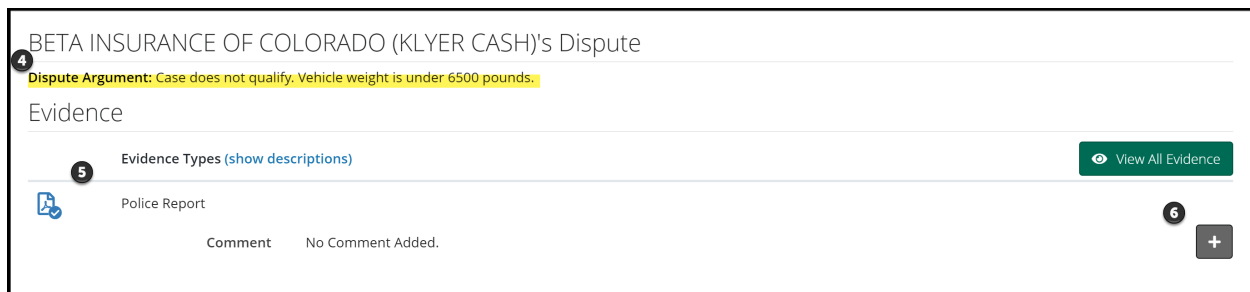 BETA INSURANCE OF COLORADO (KLYER CASH)'s Dispute
4
Dispute Argument: Case does not qualify. Vehicle weight is under 6500 pounds.
Evidence
5
Evidence Types (show descriptions)
View All Evidence
Police Report
6
Comment No Comment Added.
+